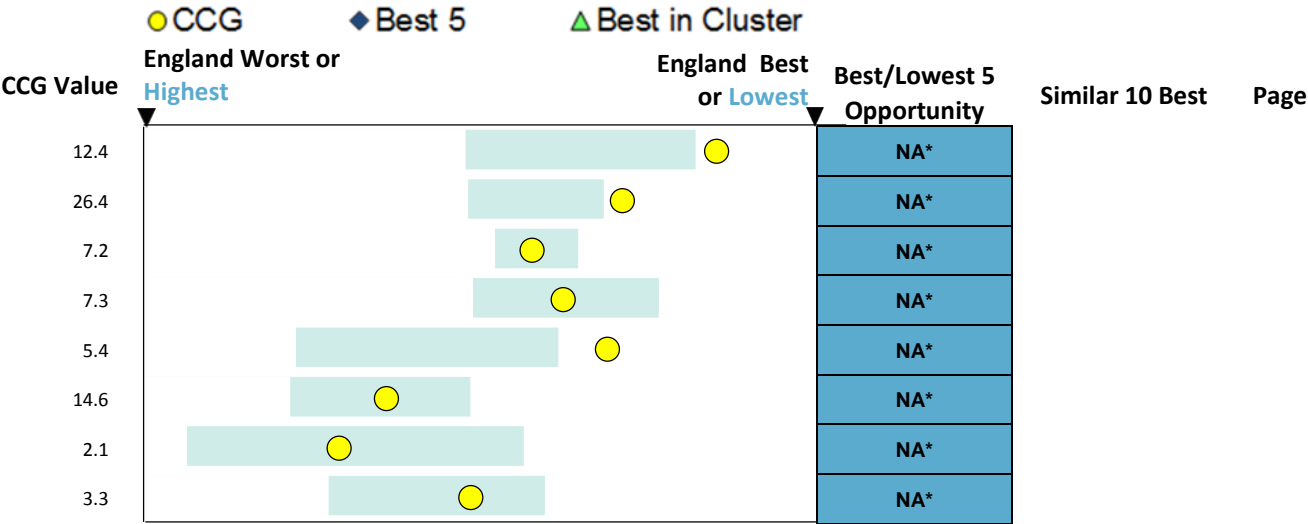 CCG Best 5 Best in Cluster
CCG Value England Worst or Highest England Best or Lowest Best/Lowest 5 Opportunity Similar 10 Best Page
12.4 NA*
26.4 NA*
7.2 NA*
7.3 NA*
5.4 NA*
14.6 NA*
2.1 NA*
3.3 NA*